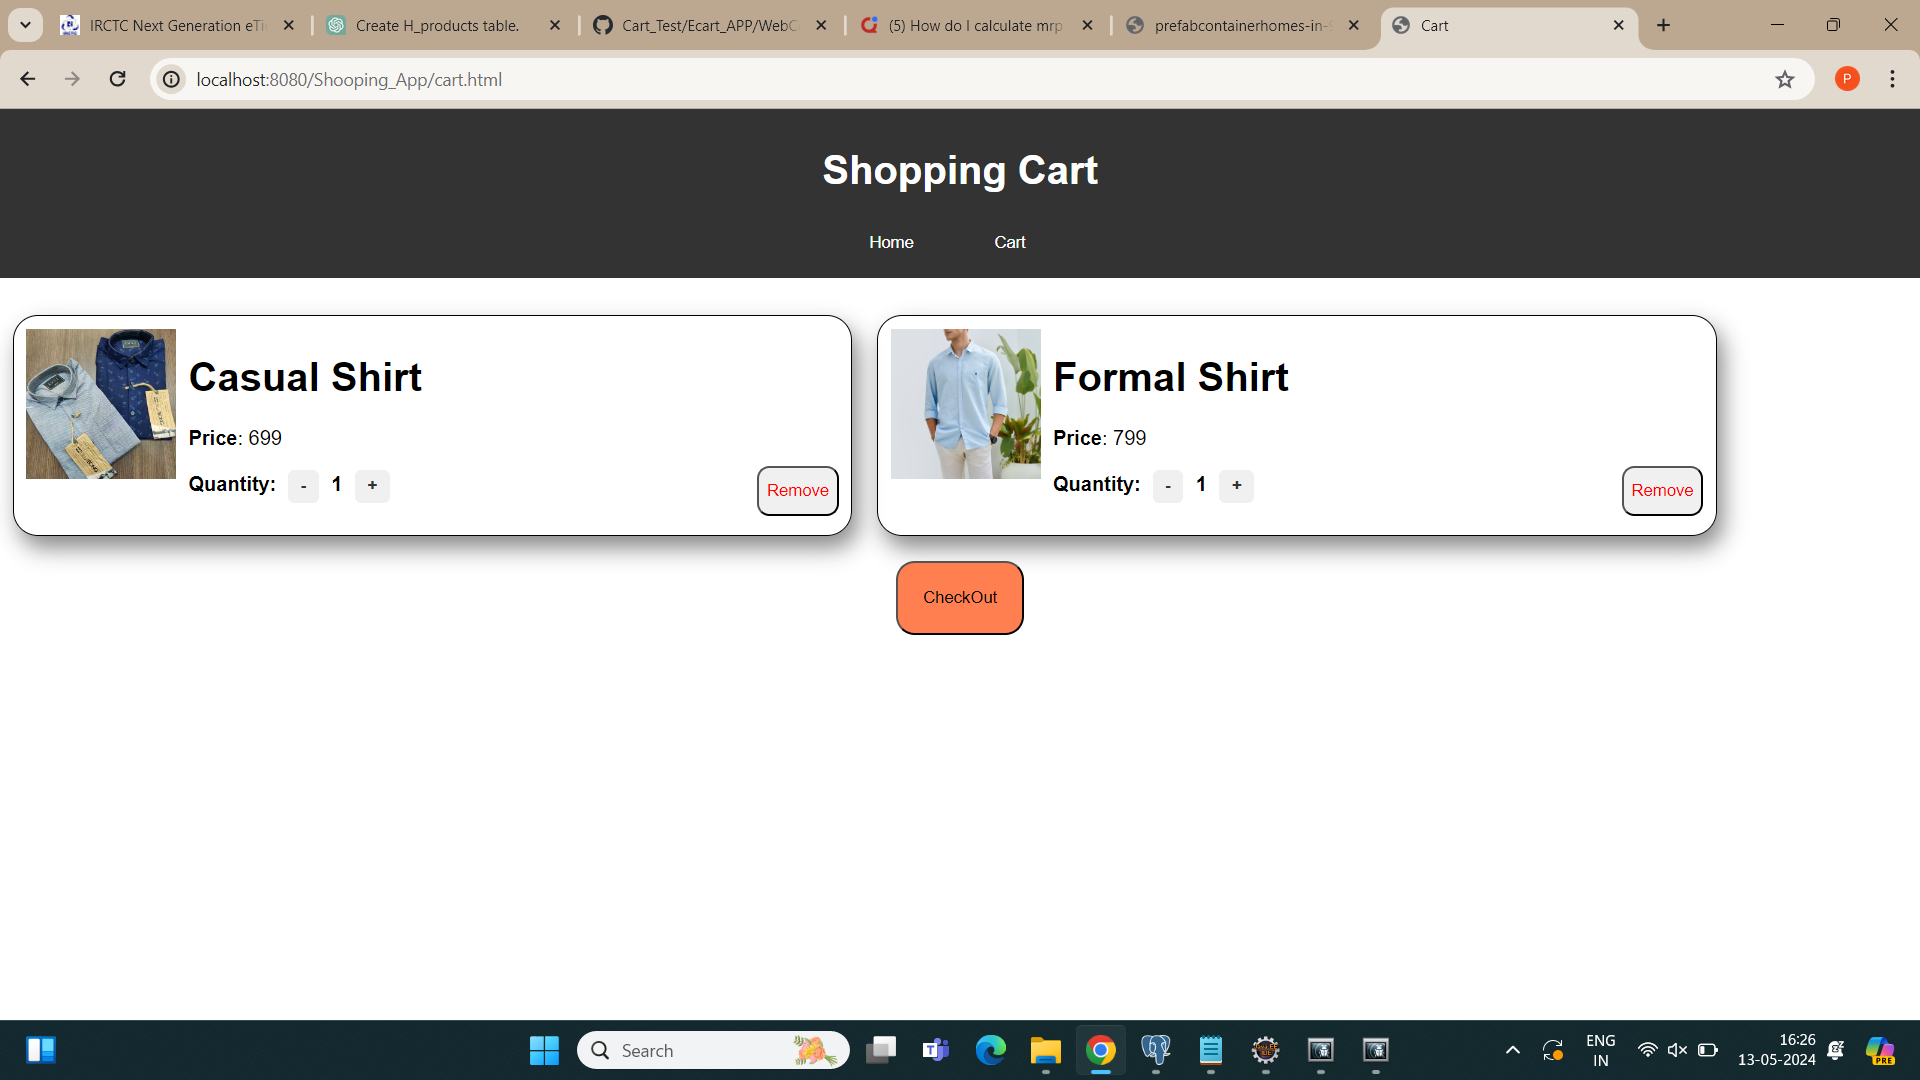 IRCTC Next Generation eTi
Create H_products table.
Cart_Test/Ecart_APP/WebC
(5) How do I calculate mrp
prefabcontainerhomes-in-
Cart
localhost:8080/Shooping_App/cart.html
P
Shopping Cart
Home
Cart
Casual Shirt
Price: 699
Quantity: - 1 +
Remove
Formal Shirt
Price: 799
Quantity: - 1 +
Remove
CheckOut
Search
ENG
IN
16:26
13-05-2024
PRE